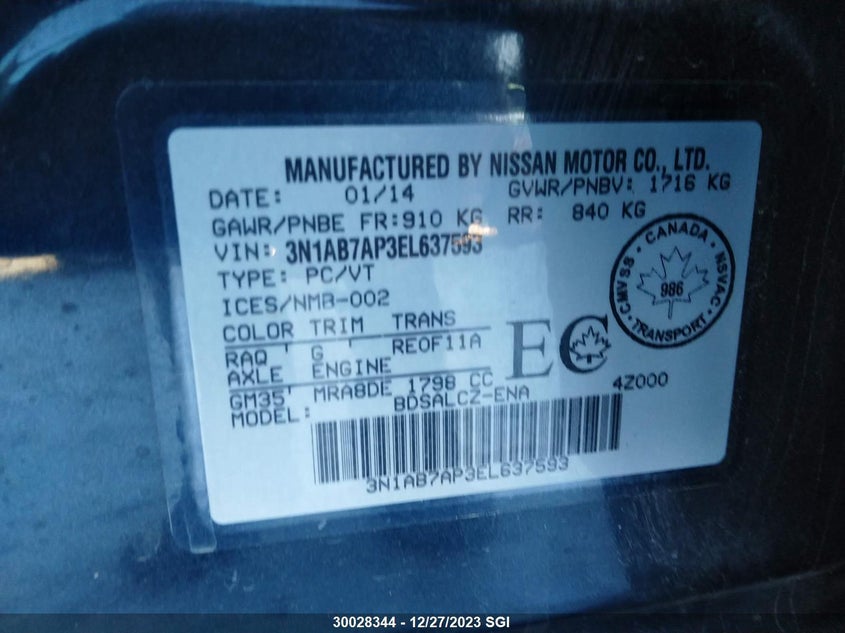 MANUFACTURED BY NISSAN MOTOR CO., LTD.
DATE: 01/14 GVWR/PNBV: 1716 KG
GAWR/PNBE FR: 910 KG RR: 840 KG
VIN: 3N1AB7AP3EL637593
TYPE: PC/VT
ICES/NMB-002
COLOR TRIM TRANS
RAQ ' G ' RE0F11A
AXLE ENGINE
GM35 MRA8DE 1798 CC
MODEL: BDSALCZ-ENA
EC
4Z000
CANADA
CMVSS NSVAC
986
TRANSPORT
3N1AB7AP3EL637593
30028344 - 12/27/2023 SGI